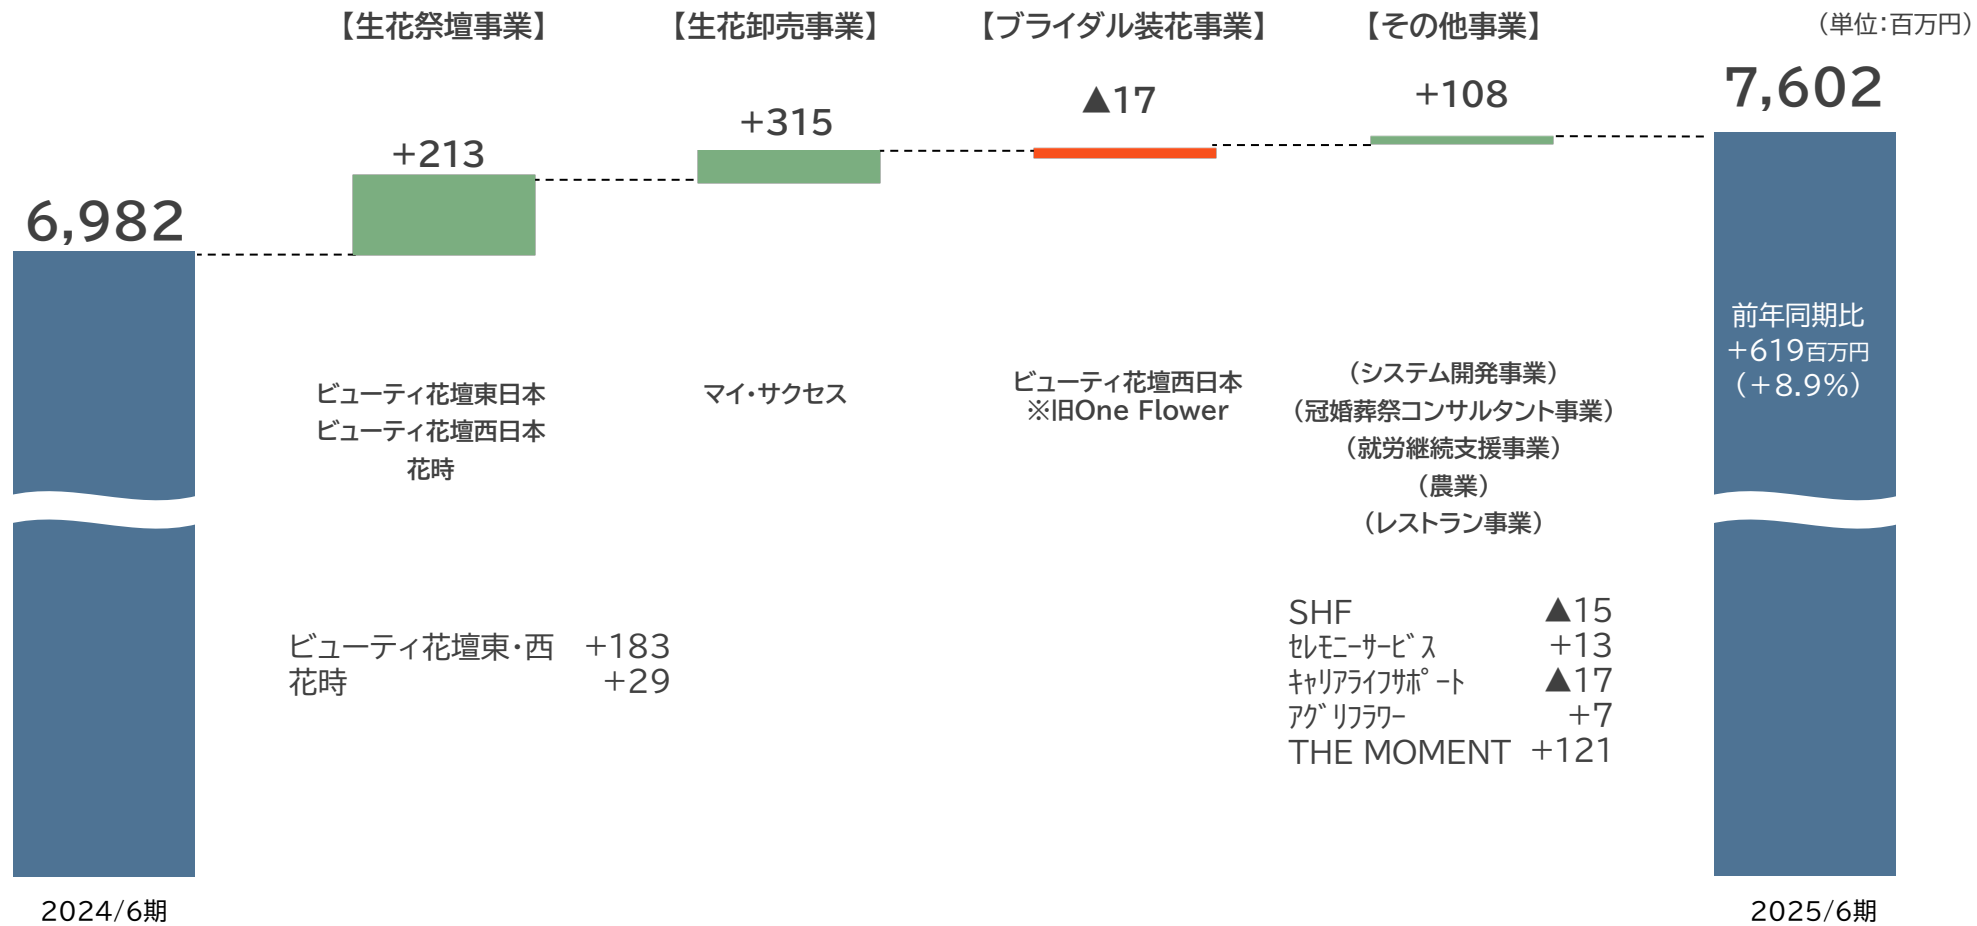 【生花祭壇事業】
【生花卸売事業】
【ブライダル装花事業】
【その他事業】
(単位:百万円)
6,982
+213
+315
▲17
+108
7,602
前年同期比
+619百万円
(+8.9%)
ビューティ花壇東日本
ビューティ花壇西日本
花時
マイ・サクセス
ビューティ花壇西日本
※旧One Flower
(システム開発事業)
(冠婚葬祭コンサルタント事業)
(就労継続支援事業)
(農業)
(レストラン事業)
ビューティ花壇東・西 +183
花時 +29
SHF ▲15
ｾﾚﾓﾆｰｻｰﾋﾞｽ +13
ｷｬﾘｱﾗｲﾌｻﾎﾟｰﾄ ▲17
ｱｸﾞﾘﾌﾗﾜｰ +7
THE MOMENT +121
2024/6期
2025/6期